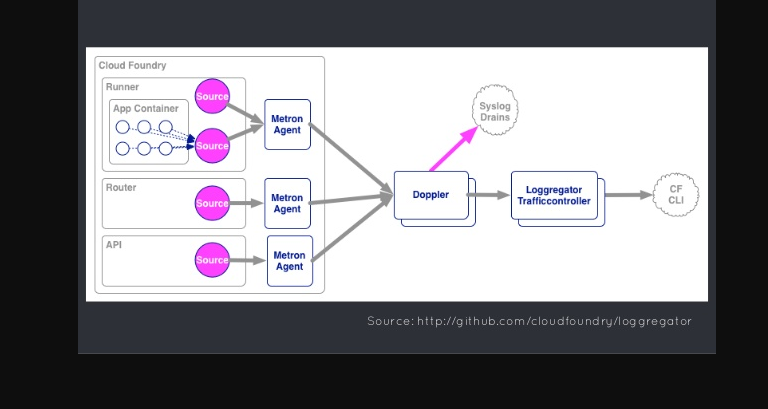 Cloud Foundry
Runner
App Container
Source
Source
Metron
Agent
Router
Source
Metron
Agent
API
Source
Metron
Agent
Doppler
Syslog
Drains
Loggregator
Trafficcontroller
CF
CLI
Source: http://github.com/cloudfoundry/loggregator